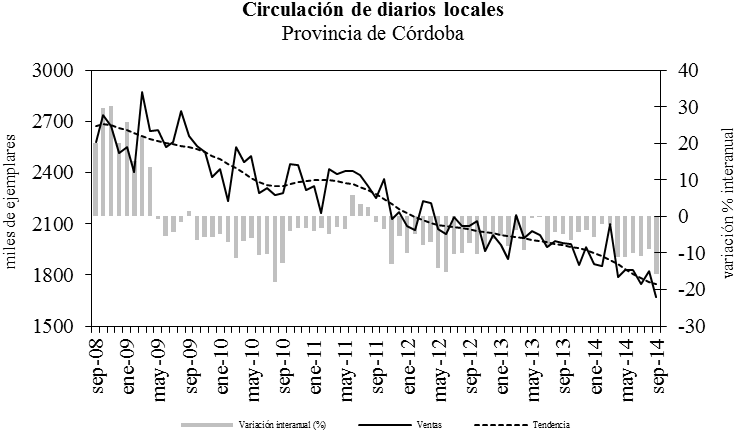 Circulación de diarios locales
Provincia de Córdoba
miles de ejemplares
3000
2700
2400
2100
1800
1500
40
30
20
10
0
-10
-20
-30
variación % interanual
sep-08
ene-09
may-09
sep-09
ene-10
may-10
sep-10
ene-11
may-11
sep-11
ene-12
may-12
sep-12
ene-13
may-13
sep-13
ene-14
may-14
sep-14
Variación interanual (%)
Ventas
Tendencia